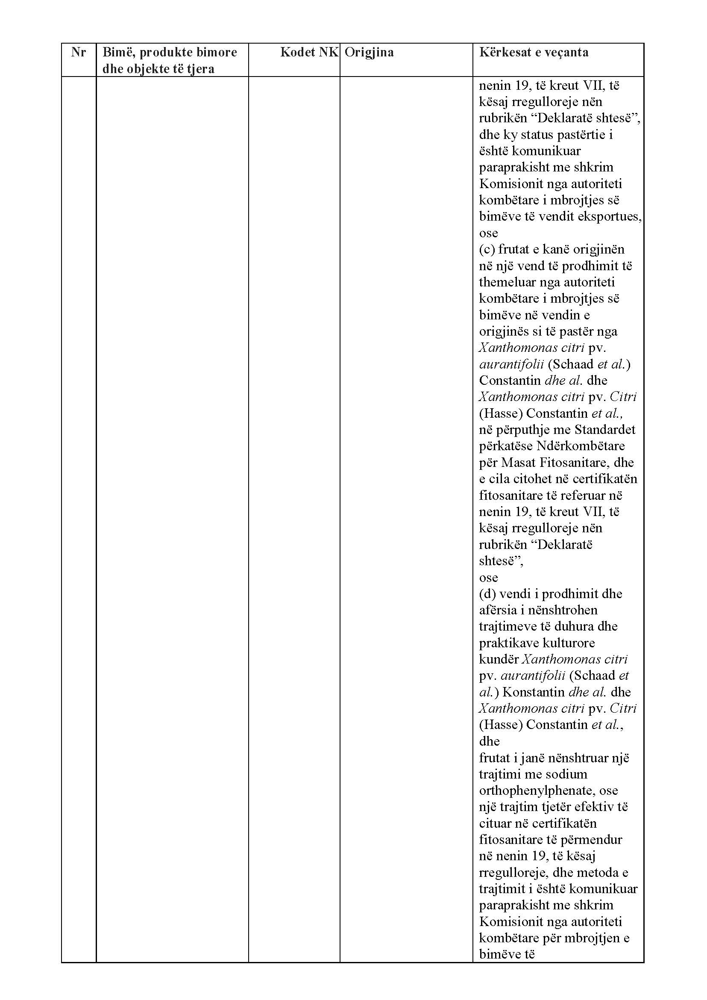 Nr
Bimë, produkte bimore
dhe objekte të tjera
Kodet NK
Origjina
Kërkesat e veçanta
nenin 19, të kreut VII, të
kësaj rregulloreje nën
rubrikën “Deklaratë shtesë”,
dhe ky status pastërtie i
është komunikuar
paraprakisht me shkrim
Komisionit nga autoriteti
kombëtare i mbrojtjes së
bimëve të vendit eksportues,
ose
(c) frutat e kanë origjinën
në një vend të prodhimit të
themeluar nga autoriteti
kombëtare i mbrojtjes së
bimëve në vendin e
origjinës si të pastër nga
Xanthomonas citri pv.
aurantifolii (Schaad et al.)
Constantin dhe al. dhe
Xanthomonas citri pv. Citri
(Hasse) Constantin et al.,
në përputhje me Standardet
përkatëse Ndërkombëtare
për Masat Fitosanitare, dhe
e cila citohet në certifikatën
fitosanitare të referuar në
nenin 19, të kreut VII, të
kësaj rregulloreje nën
rubrikën “Deklaratë
shtesë”,
ose
(d) vendi i prodhimit dhe
afërsia i nënshtrohen
trajtimeve të duhura dhe
praktikave kulturore
kundër Xanthomonas citri
pv. aurantifolii (Schaad et
al.) Konstantin dhe al. dhe
Xanthomonas citri pv. Citri
(Hasse) Constantin et al.,
dhe
frutat i janë nënshtruar një
trajtimi me sodium
orthophenylphenate, ose
një trajtim tjetër efektiv të
cituar në certifikatën
fitosanitare të përmendur
në nenin 19, të kësaj
rregulloreje, dhe metoda e
trajtimit i është komunikuar
paraprakisht me shkrim
Komisionit nga autoriteti
kombëtare për mbrojtjen e
bimëve të